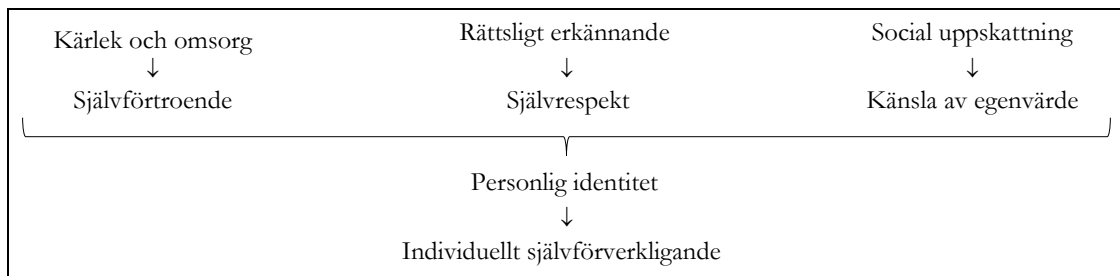 Kärlek och omsorg Rättsligt erkännande Social uppskattning
↓ ↓ ↓
Självförtroende Självrespekt Känsla av egenvärde
Personlig identitet
↓
Individuellt självförverkligande